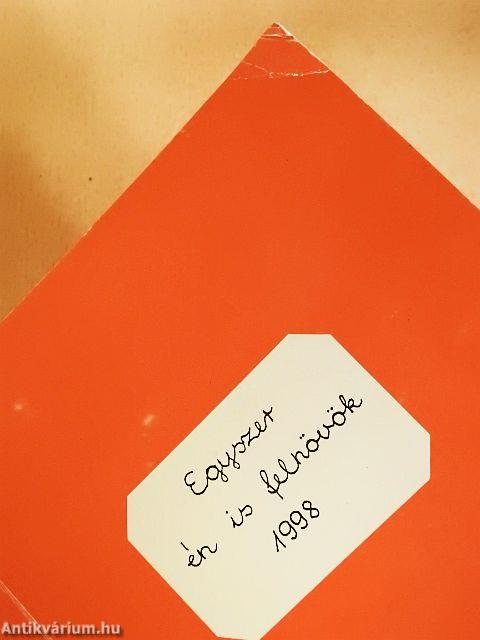 Egyszer
én is felnövök
1998
Antikvárium.hu